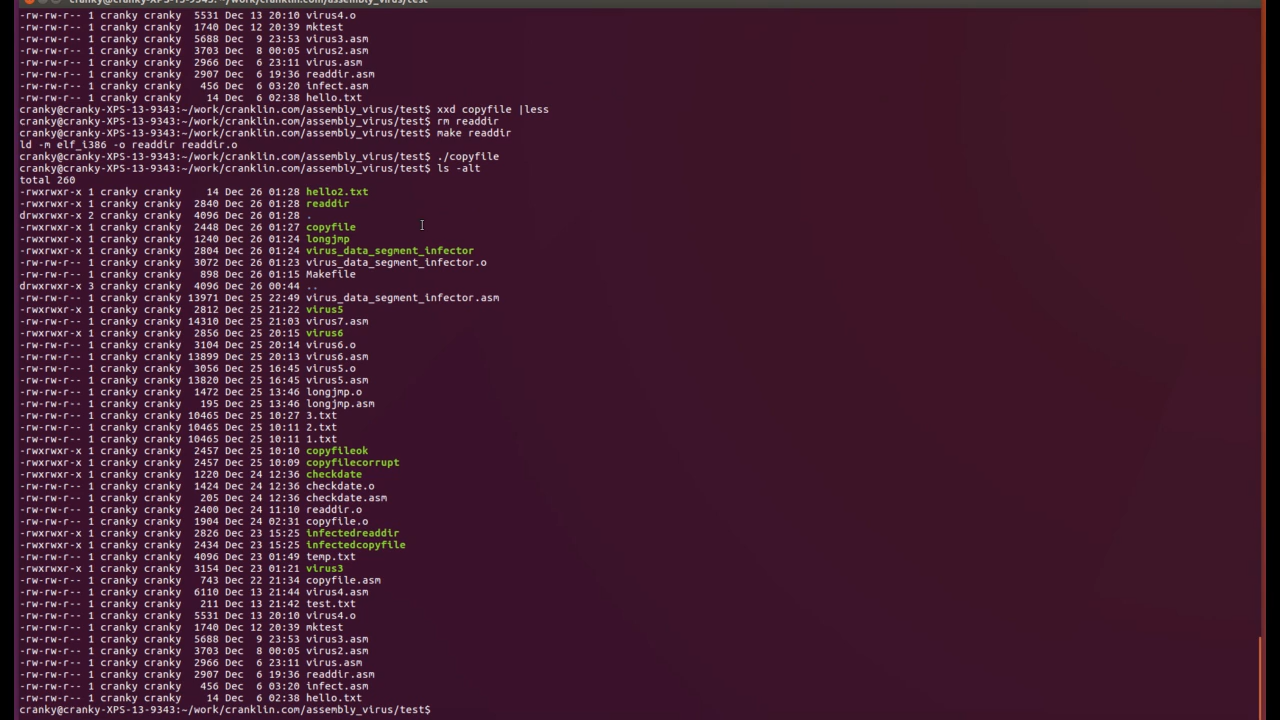 cranky@cranky-XPS-13-9343: ~/work/cranklin.com/assembly_virus/test
-rw-rw-r-- 1 cranky cranky  5531 Dec 13 20:10 virus4.o
-rw-rw-r-- 1 cranky cranky  1740 Dec 12 20:39 mktest
-rw-rw-r-- 1 cranky cranky  5688 Dec  9 23:53 virus3.asm
-rw-rw-r-- 1 cranky cranky  3703 Dec  8 00:05 virus2.asm
-rw-rw-r-- 1 cranky cranky  2966 Dec  6 23:11 virus.asm
-rw-rw-r-- 1 cranky cranky  2907 Dec  6 19:36 readdir.asm
-rw-rw-r-- 1 cranky cranky   456 Dec  6 03:20 infect.asm
-rw-rw-r-- 1 cranky cranky    14 Dec  6 02:38 hello.txt
cranky@cranky-XPS-13-9343:~/work/cranklin.com/assembly_virus/test$ xxd copyfile |less
cranky@cranky-XPS-13-9343:~/work/cranklin.com/assembly_virus/test$ rm readdir
cranky@cranky-XPS-13-9343:~/work/cranklin.com/assembly_virus/test$ make readdir
ld -m elf_i386 -o readdir readdir.o
cranky@cranky-XPS-13-9343:~/work/cranklin.com/assembly_virus/test$ ./copyfile
cranky@cranky-XPS-13-9343:~/work/cranklin.com/assembly_virus/test$ ls -alt
total 260
-rwxrwxr-x 1 cranky cranky    14 Dec 26 01:28 hello2.txt
-rwxrwxr-x 1 cranky cranky  2840 Dec 26 01:28 readdir
drwxrwxr-x 2 cranky cranky  4096 Dec 26 01:28 .
-rwxrwxr-x 1 cranky cranky  2448 Dec 26 01:27 copyfile
-rwxrwxr-x 1 cranky cranky  1240 Dec 26 01:24 longjmp
-rwxrwxr-x 1 cranky cranky  2804 Dec 26 01:24 virus_data_segment_infector
-rw-rw-r-- 1 cranky cranky  3072 Dec 26 01:23 virus_data_segment_infector.o
-rw-rw-r-- 1 cranky cranky   898 Dec 26 01:15 Makefile
drwxrwxr-x 3 cranky cranky  4096 Dec 26 00:44 ..
-rw-rw-r-- 1 cranky cranky 13971 Dec 25 22:49 virus_data_segment_infector.asm
-rwxrwxr-x 1 cranky cranky  2812 Dec 25 21:22 virus5
-rw-rw-r-- 1 cranky cranky 14310 Dec 25 21:03 virus7.asm
-rwxrwxr-x 1 cranky cranky  2856 Dec 25 20:15 virus6
-rw-rw-r-- 1 cranky cranky  3104 Dec 25 20:14 virus6.o
-rw-rw-r-- 1 cranky cranky 13899 Dec 25 20:13 virus6.asm
-rw-rw-r-- 1 cranky cranky  3056 Dec 25 16:45 virus5.o
-rw-rw-r-- 1 cranky cranky 13820 Dec 25 16:45 virus5.asm
-rw-rw-r-- 1 cranky cranky  1472 Dec 25 13:46 longjmp.o
-rw-rw-r-- 1 cranky cranky   195 Dec 25 13:46 longjmp.asm
-rw-rw-r-- 1 cranky cranky 10465 Dec 25 10:27 3.txt
-rw-rw-r-- 1 cranky cranky 10465 Dec 25 10:11 2.txt
-rw-rw-r-- 1 cranky cranky 10465 Dec 25 10:11 1.txt
-rwxrwxr-x 1 cranky cranky  2457 Dec 25 10:10 copyfileok
-rwxrwxr-x 1 cranky cranky  2457 Dec 25 10:09 copyfilecorrupt
-rwxrwxr-x 1 cranky cranky  1220 Dec 24 12:36 checkdate
-rw-rw-r-- 1 cranky cranky  1424 Dec 24 12:36 checkdate.o
-rw-rw-r-- 1 cranky cranky   205 Dec 24 12:36 checkdate.asm
-rw-rw-r-- 1 cranky cranky  2400 Dec 24 11:10 readdir.o
-rw-rw-r-- 1 cranky cranky  1904 Dec 24 02:31 copyfile.o
-rwxrwxr-x 1 cranky cranky  2826 Dec 23 15:25 infectedreaddir
-rwxrwxr-x 1 cranky cranky  2434 Dec 23 15:25 infectedcopyfile
-rw-rw-r-- 1 cranky cranky  4096 Dec 23 01:49 temp.txt
-rwxrwxr-x 1 cranky cranky  3154 Dec 23 01:21 virus3
-rw-rw-r-- 1 cranky cranky   743 Dec 22 21:34 copyfile.asm
-rw-rw-r-- 1 cranky cranky  6110 Dec 13 21:44 virus4.asm
-rw-rw-r-- 1 cranky cranky   211 Dec 13 21:42 test.txt
-rw-rw-r-- 1 cranky cranky  5531 Dec 13 20:10 virus4.o
-rw-rw-r-- 1 cranky cranky  1740 Dec 12 20:39 mktest
-rw-rw-r-- 1 cranky cranky  5688 Dec  9 23:53 virus3.asm
-rw-rw-r-- 1 cranky cranky  3703 Dec  8 00:05 virus2.asm
-rw-rw-r-- 1 cranky cranky  2966 Dec  6 23:11 virus.asm
-rw-rw-r-- 1 cranky cranky  2907 Dec  6 19:36 readdir.asm
-rw-rw-r-- 1 cranky cranky   456 Dec  6 03:20 infect.asm
-rw-rw-r-- 1 cranky cranky    14 Dec  6 02:38 hello.txt
cranky@cranky-XPS-13-9343:~/work/cranklin.com/assembly_virus/test$